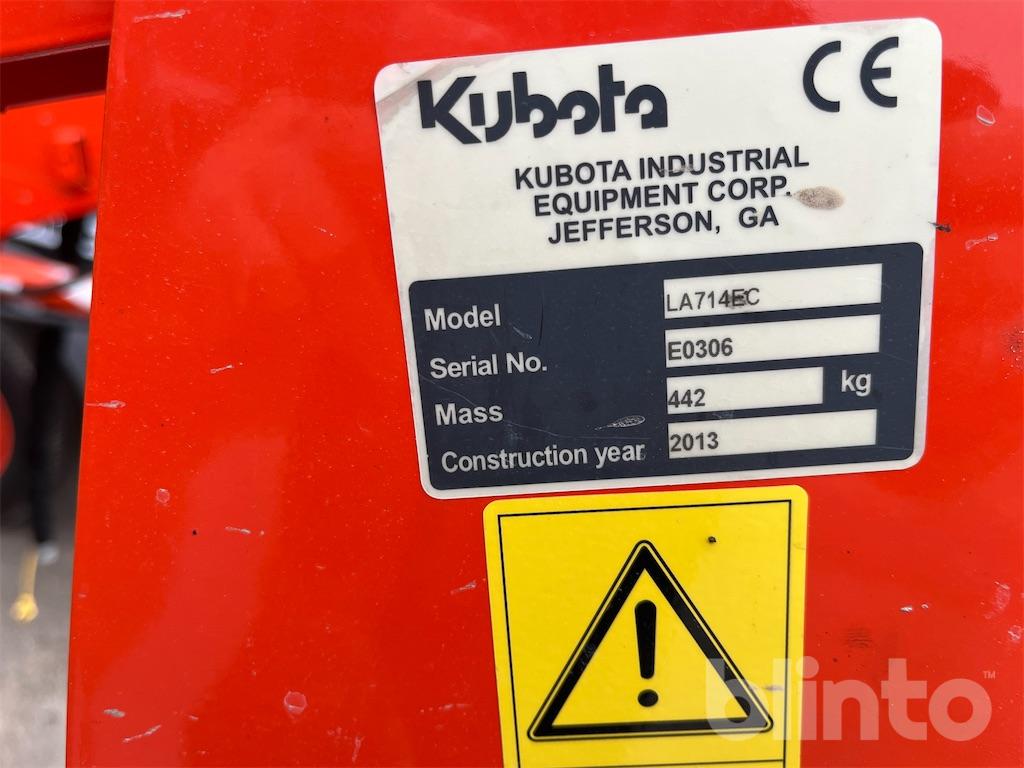 Kubota CE
KUBOTA INDUSTRIAL
EQUIPMENT CORP.
JEFFERSON, GA
Model LA714EC
Serial No. E0306
Mass 442 kg
Construction year 2013
!
blinto™